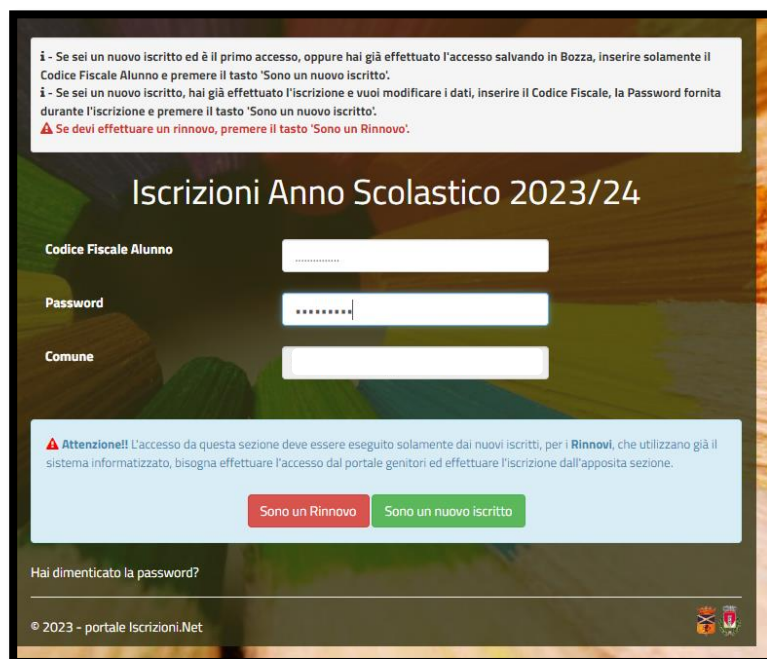 i - Se sei un nuovo iscritto ed è il primo accesso, oppure hai già effettuato l'accesso salvando in Bozza, inserire solamente il
Codice Fiscale Alunno e premere il tasto 'Sono un nuovo iscritto'.
i - Se sei un nuovo iscritto, hai già effettuato l'iscrizione e vuoi modificare i dati, inserire il Codice Fiscale, la Password fornita
durante l'iscrizione e premere il tasto 'Sono un nuovo iscritto'.
Se devi effettuare un rinnovo, premere il tasto 'Sono un Rinnovo'.
Iscrizioni Anno Scolastico 2023/24
Codice Fiscale Alunno
Password
Comune
Attenzione!! L'accesso da questa sezione deve essere eseguito solamente dai nuovi iscritti, per i Rinnovi, che utilizzano già il
sistema informatizzato, bisogna effettuare l'accesso dal portale genitori ed effettuare l'iscrizione dall'apposita sezione.
Sono un Rinnovo Sono un nuovo iscritto
Hai dimenticato la password?
© 2023 - portale Iscrizioni.Net